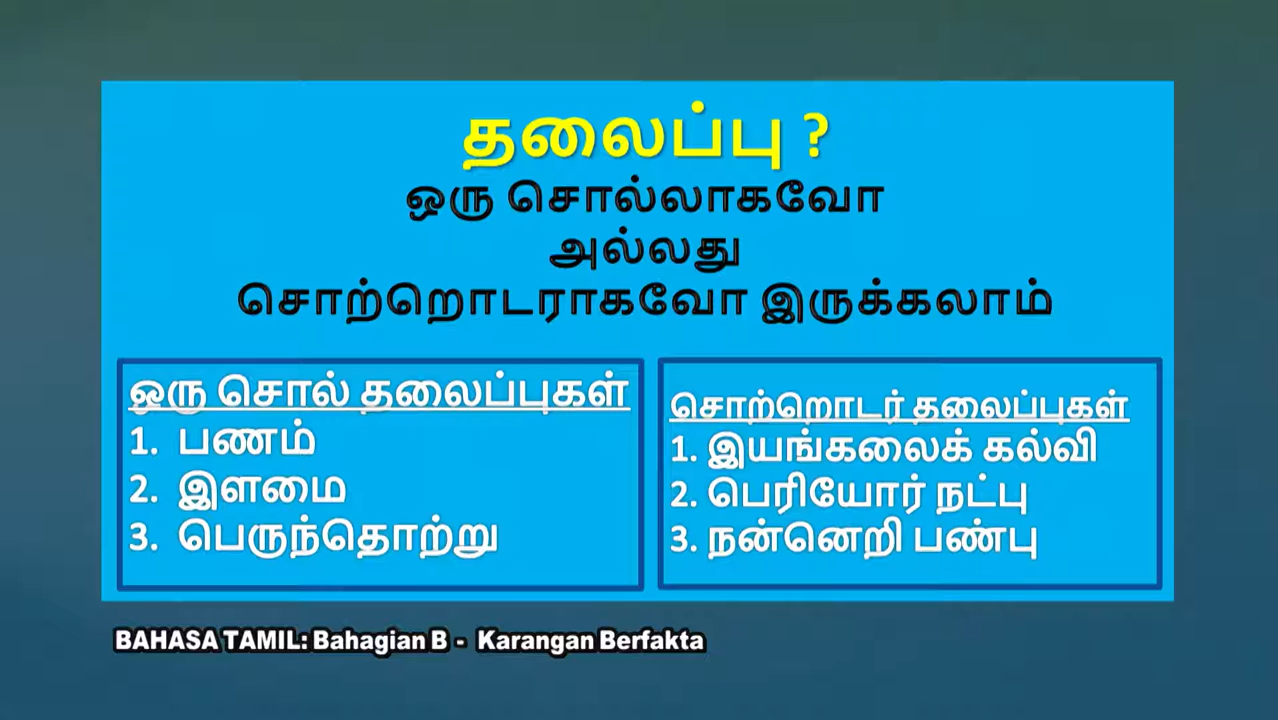 தலைப்பு ?
ஒரு சொல்லாகவோ
அல்லது
சொற்றொடராகவோ இருக்கலாம்
ஒரு சொல் தலைப்புகள்
1. பணம்
2. இளமை
3. பெருந்தொற்று
சொற்றொடர் தலைப்புகள்
1. இயங்கலைக் கல்வி
2. பெரியோர் நட்பு
3. நன்னெறி பண்பு
BAHASA TAMIL: Bahagian B - Karangan Berfakta